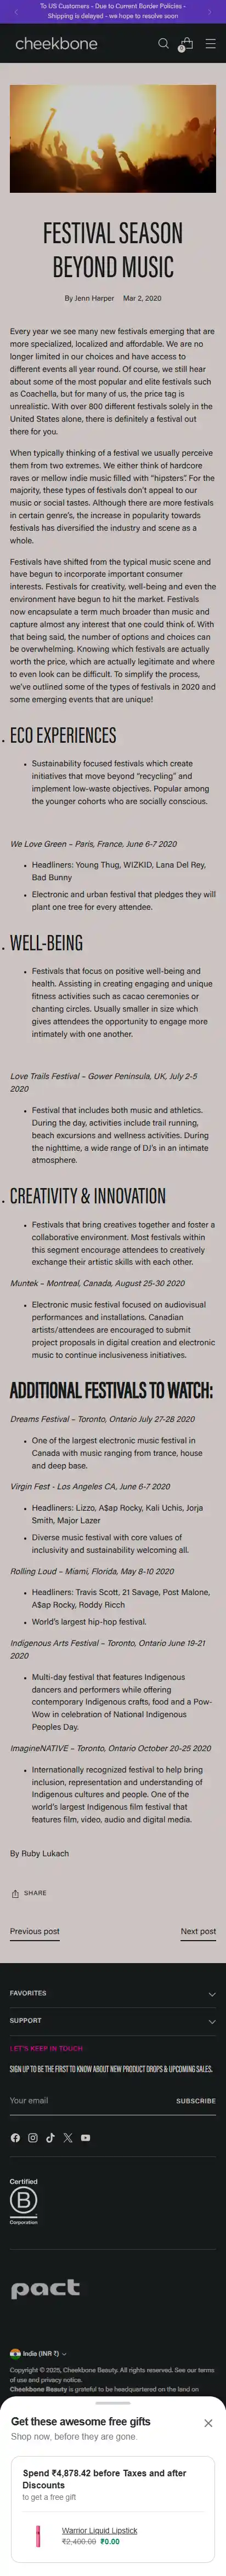 To US Customers - Due to Current Border Policies -
Shipping is delayed - we hope to resolve soon
cheekbone
0
FESTIVAL SEASON
BEYOND MUSIC
By Jenn Harper Mar 2, 2020
Every year we see many new festivals emerging that are
more specialized, localized and affordable. We are no
longer limited in our choices and have access to
different events all year round. Of course, we still hear
about some of the most popular and elite festivals such
as Coachella, but for many of us, the price tag is
unrealistic. With over 800 different festivals solely in the
United States alone, there is definitely a festival out
there for you.
When typically thinking of a festival we usually perceive
them from two extremes. We either think of hardcore
raves or mellow indie music filled with “hipsters”. For the
majority, these types of festivals don’t appeal to our
music or social tastes. Although there are more festivals
in certain genre’s, the increase in popularity towards
festivals has diversified the industry and scene as a
whole.
Festivals have shifted from the typical music scene and
have begun to incorporate important consumer
interests. Festivals for creativity, well-being and even the
environment have begun to hit the market. Festivals
now encapsulate a term much broader than music and
capture almost any interest that one could think of. With
that being said, the number of options and choices can
be overwhelming. Knowing which festivals are actually
worth the price, which are actually legitimate and where
to even look can be difficult. To simplify the process,
we’ve outlined some of the types of festivals in 2020 and
some emerging events that are unique!
ECO EXPERIENCES
Sustainability focused festivals which create
initiatives that move beyond “recycling” and
implement low-waste objectives. Popular among
the younger cohorts who are socially conscious.
We Love Green – Paris, France, June 6-7 2020
Headliners: Young Thug, WIZKID, Lana Del Rey,
Bad Bunny
Electronic and urban festival that pledges they will
plant one tree for every attendee.
WELL-BEING
Festivals that focus on positive well-being and
health. Assisting in creating engaging and unique
fitness activities such as cacao ceremonies or
chanting circles. Usually smaller in size which
gives attendees the opportunity to engage more
intimately with one another.
Love Trails Festival – Gower Peninsula, UK, July 2-5
2020
Festival that includes both music and athletics.
During the day, activities include trail running,
beach excursions and wellness activities. During
the nighttime, a wide range of DJ’s in an intimate
atmosphere.
CREATIVITY & INNOVATION
Festivals that bring creatives together and foster a
collaborative environment. Most festivals within
this segment encourage attendees to creatively
exchange their artistic skills with each other.
Muntek – Montreal, Canada, August 25-30 2020
Electronic music festival focused on audiovisual
performances and installations. Canadian
artists/attendees are encouraged to submit
project proposals in digital creation and electronic
music to continue inclusiveness initiatives.
ADDITIONAL FESTIVALS TO WATCH:
Dreams Festival – Toronto, Ontario July 27-28 2020
One of the largest electronic music festival in
Canada with music ranging from trance, house
and deep base.
Virgin Fest - Los Angeles CA, June 6-7 2020
Headliners: Lizzo, A$ap Rocky, Kali Uchis, Jorja
Smith, Major Lazer
Diverse music festival with core values of
inclusivity and sustainability welcoming all.
Rolling Loud – Miami, Florida, May 8-10 2020
Headliners: Travis Scott, 21 Savage, Post Malone,
A$ap Rocky, Roddy Ricch
World’s largest hip-hop festival.
Indigenous Arts Festival – Toronto, Ontario June 19-21
2020
Multi-day festival that features Indigenous
dancers and performers while offering
contemporary Indigenous crafts, food and a Pow-
Wow in celebration of National Indigenous
Peoples Day.
ImagineNATIVE – Toronto, Ontario October 20-25 2020
Internationally recognized festival to help bring
inclusion, representation and understanding of
Indigenous cultures and people. One of the
world’s largest Indigenous film festival that
features film, video, audio and digital media.
By Ruby Lukach
SHARE
Previous post Next post
FAVORITES
SUPPORT
LET'S KEEP IN TOUCH
SIGN UP TO BE THE FIRST TO KNOW ABOUT NEW PRODUCT DROPS & UPCOMING SALES.
Your email SUBSCRIBE
Certified
B
Corporation
pact
India (INR ₹)
Copyright © 2025, Cheekbone Beauty. All rights reserved. See our terms
of use and privacy notice.
Cheekbone Beauty is grateful to be headquartered on the land on
Get these awesome free gifts
Shop now, before they are gone.
Spend ₹4,878.42 before Taxes and after
Discounts
to get a free gift
Warrior Liquid Lipstick
₹2,400.00 ₹0.00